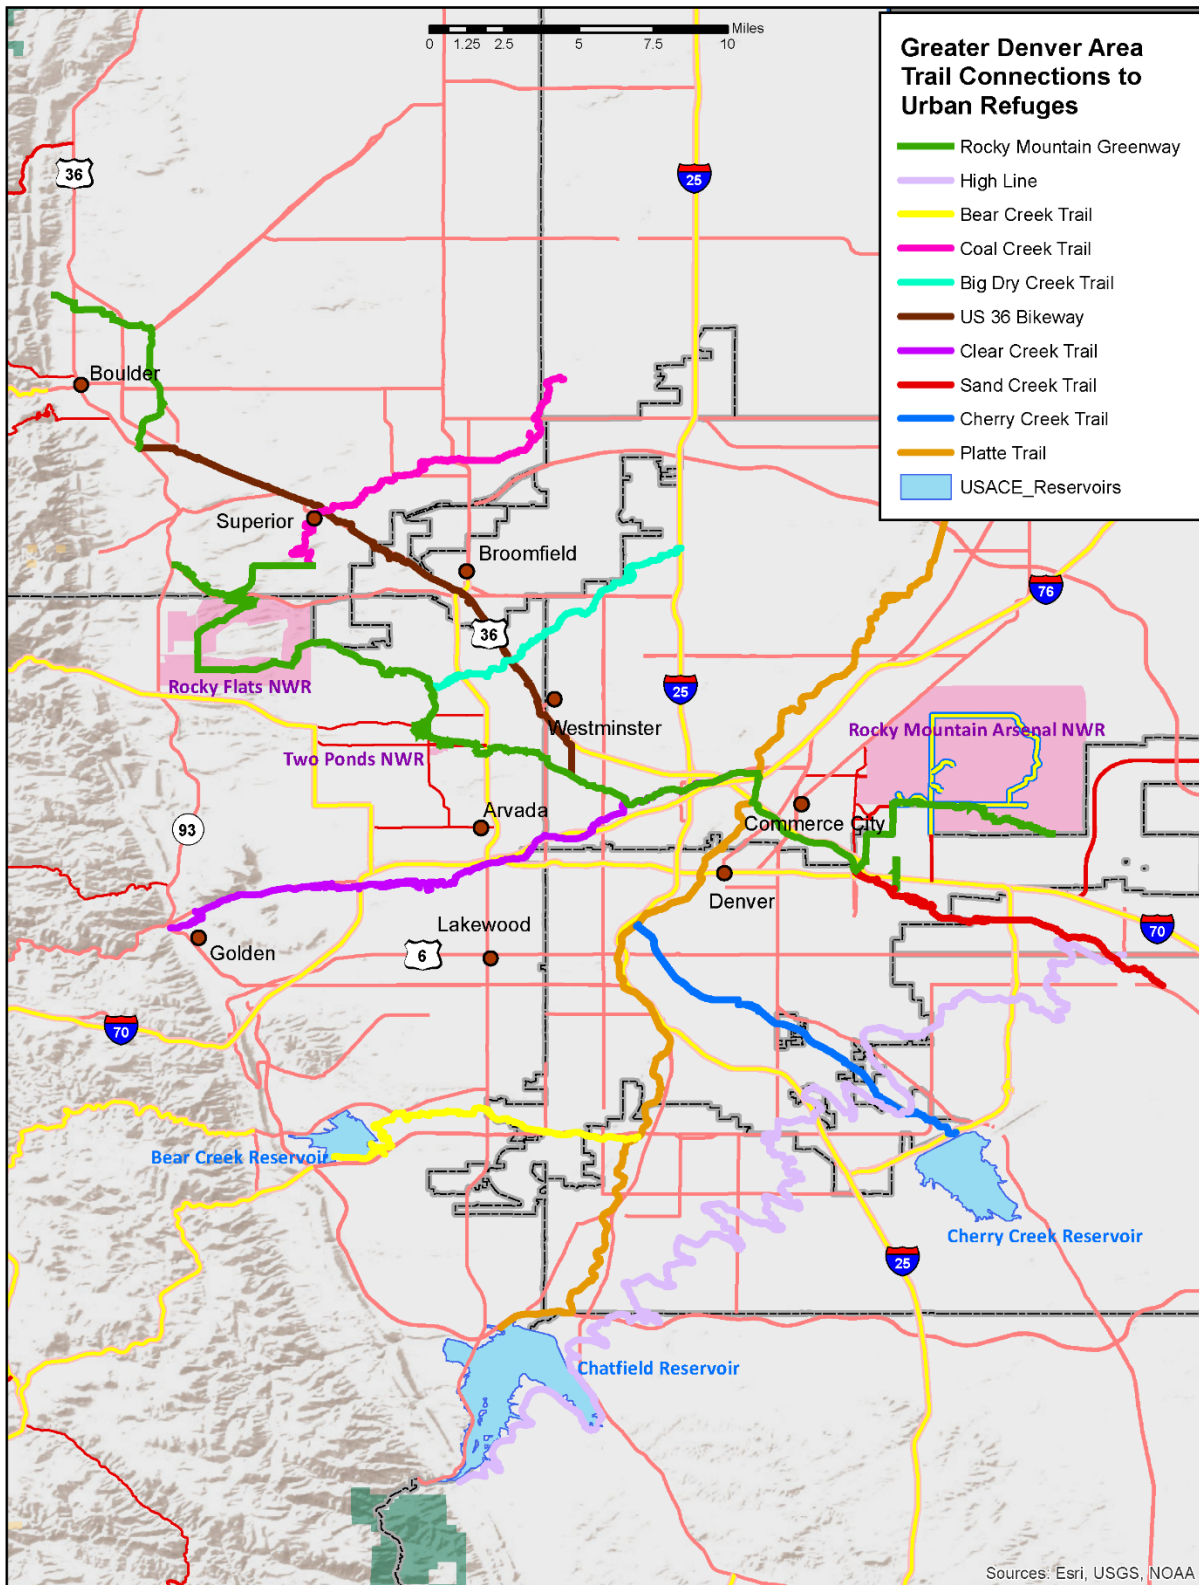 Miles
0 1.25 2.5 5 7.5 10
Greater Denver Area
Trail Connections to
Urban Refuges
Rocky Mountain Greenway
High Line
Bear Creek Trail
Coal Creek Trail
Big Dry Creek Trail
US 36 Bikeway
Clear Creek Trail
Sand Creek Trail
Cherry Creek Trail
Platte Trail
USACE_Reservoirs
36
25
Boulder
Superior
Broomfield
76
36
Rocky Flats NWR
25
Westminster
Rocky Mountain Arsenal NWR
Two Ponds NWR
Arvada
Commerce City
93
Denver
Lakewood
Golden
6
70
70
Bear Creek Reservoir
Cherry Creek Reservoir
25
Chatfield Reservoir
Sources: Esri, USGS, NOAA